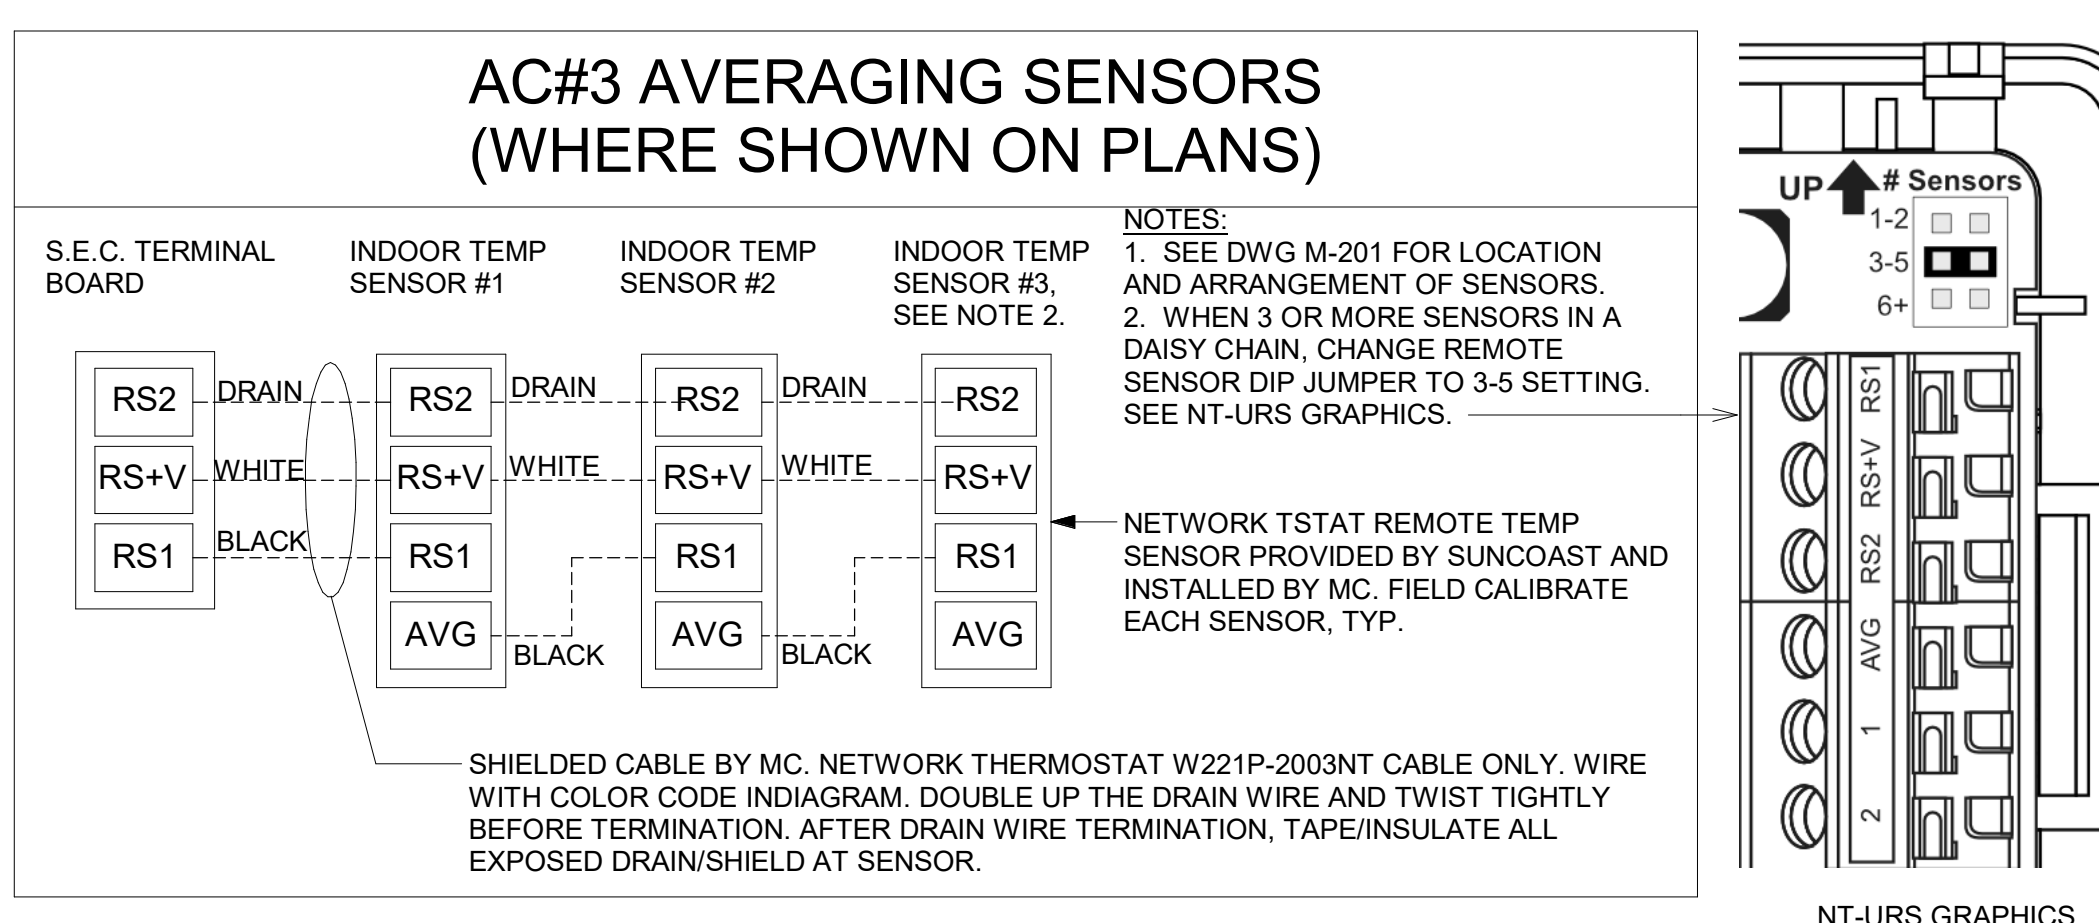 AC#3 AVERAGING SENSORS
(WHERE SHOWN ON PLANS)
S.E.C. TERMINAL
BOARD
INDOOR TEMP
SENSOR #1
INDOOR TEMP
SENSOR #2
INDOOR TEMP
SENSOR #3,
SEE NOTE 2.
RS2
RS+V
RS1
DRAIN
WHITE
BLACK
RS2
RS+V
RS1
AVG
DRAIN
WHITE
BLACK
RS2
RS+V
RS1
AVG
DRAIN
WHITE
BLACK
RS2
RS+V
RS1
AVG
NOTES:
1. SEE DWG M-201 FOR LOCATION
AND ARRANGEMENT OF SENSORS.
2. WHEN 3 OR MORE SENSORS IN A
DAISY CHAIN, CHANGE REMOTE
SENSOR DIP JUMPER TO 3-5 SETTING.
SEE NT-URS GRAPHICS.
NETWORK TSTAT REMOTE TEMP
SENSOR PROVIDED BY SUNCOAST AND
INSTALLED BY MC. FIELD CALIBRATE
EACH SENSOR, TYP.
SHIELDED CABLE BY MC. NETWORK THERMOSTAT W221P-2003NT CABLE ONLY. WIRE
WITH COLOR CODE INDIAGRAM. DOUBLE UP THE DRAIN WIRE AND TWIST TIGHTLY
BEFORE TERMINATION. AFTER DRAIN WIRE TERMINATION, TAPE/INSULATE ALL
EXPOSED DRAIN/SHIELD AT SENSOR.
UP
# Sensors
1-2
3-5
6+
RS1
RS+V
RS2
AVG
1
2
NT-URS GRAPHICS